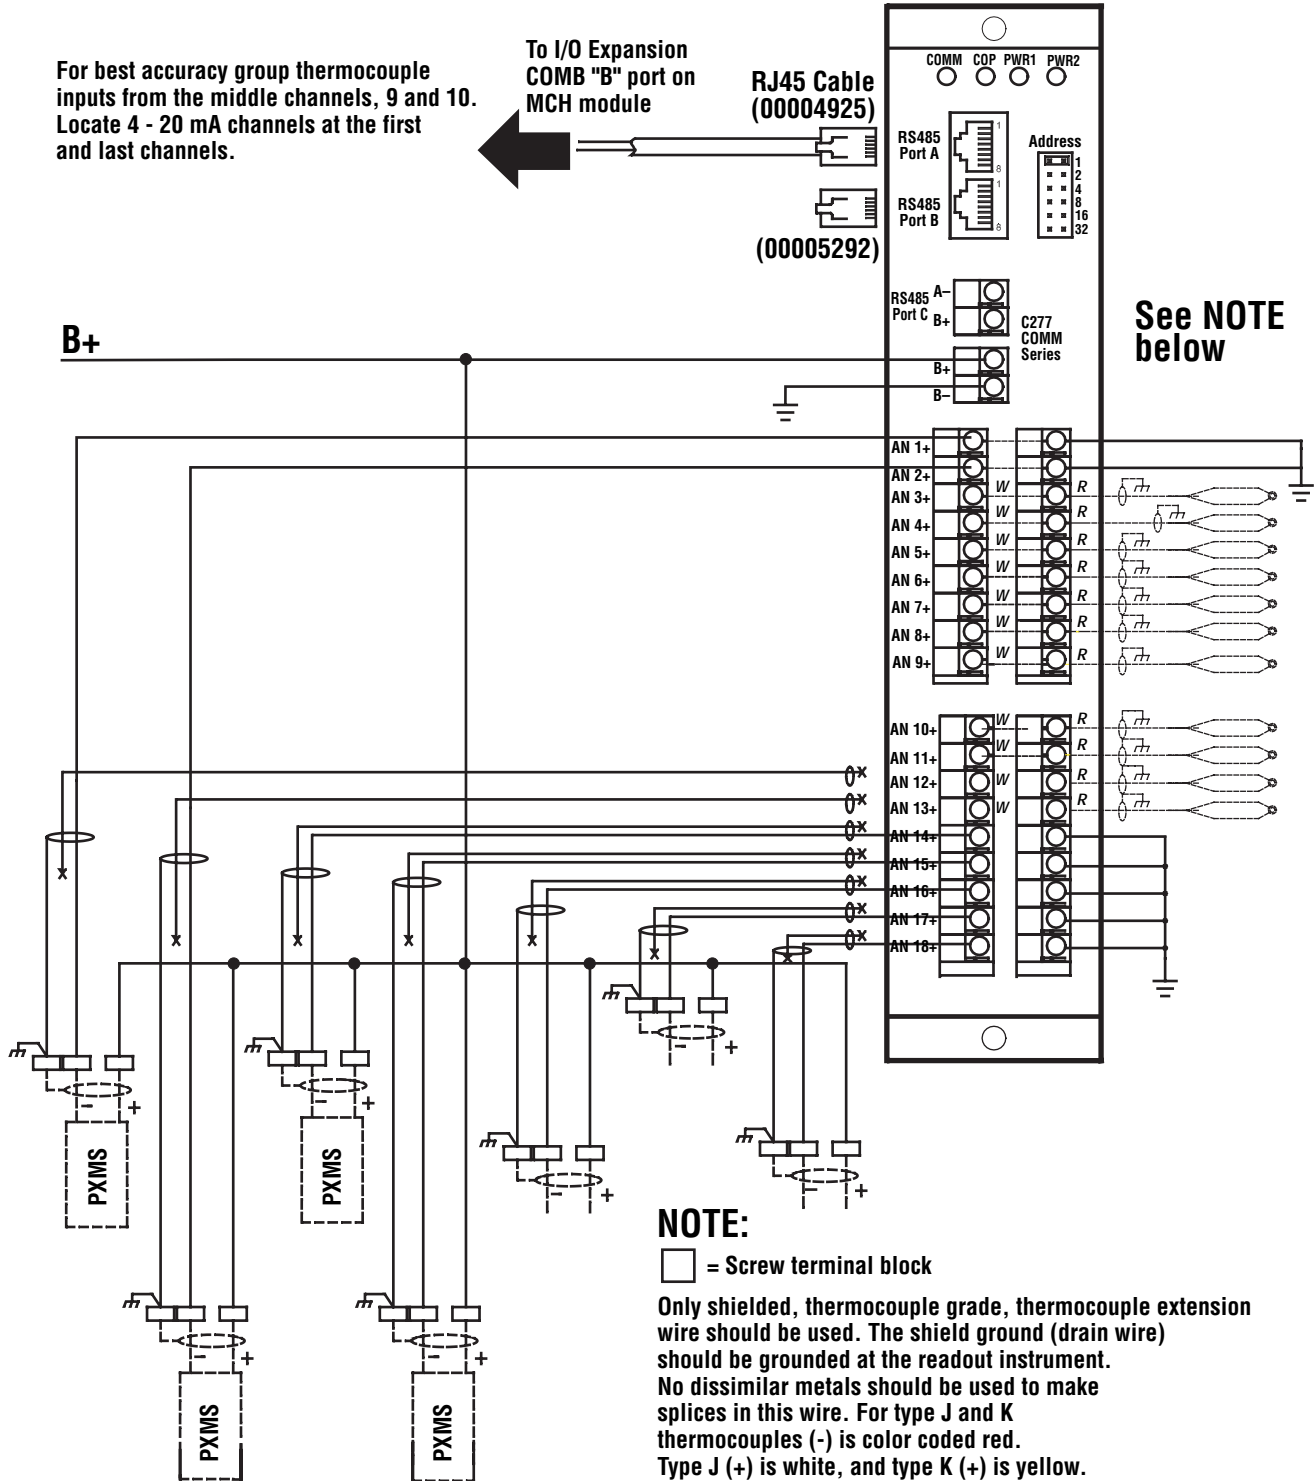 For best accuracy group thermocouple
inputs from the middle channels, 9 and 10.
Locate 4 - 20 mA channels at the first
and last channels.
To I/O Expansion
COMB "B" port on
MCH module
RJ45 Cable
(00004925)
(00005292)
COMM COP PWR1 PWR2
RS485
Port A
1
8
RS485
Port B
1
8
Address
1
2
4
8
16
32
RS485
Port C
A–
B+
C277
COMM
Series
B+
B–
See NOTE
below
B+
AN 1+
AN 2+
AN 3+ W R
AN 4+ W R
AN 5+ W R
AN 6+ W R
AN 7+ W R
AN 8+ W R
AN 9+ W R
AN 10+ W R
AN 11+ W R
AN 12+ W R
AN 13+ W R
AN 14+
AN 15+
AN 16+
AN 17+
AN 18+
- +
- +
- +
- +
- +
- +
- +
PXMS
PXMS
PXMS
PXMS
NOTE:
= Screw terminal block
Only shielded, thermocouple grade, thermocouple extension
wire should be used. The shield ground (drain wire)
should be grounded at the readout instrument.
No dissimilar metals should be used to make
splices in this wire. For type J and K
thermocouples (-) is color coded red.
Type J (+) is white, and type K (+) is yellow.